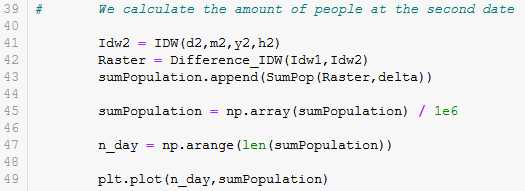 39 #       We calculate the amount of people at the second date
40
41         Idw2 = IDW(d2,m2,y2,h2)
42         Raster = Difference_IDW(Idw1,Idw2)
43         sumPopulation.append(SumPop(Raster,delta))
44
45         sumPopulation = np.array(sumPopulation) / 1e6
46
47         n_day = np.arange(len(sumPopulation))
48
49         plt.plot(n_day,sumPopulation)